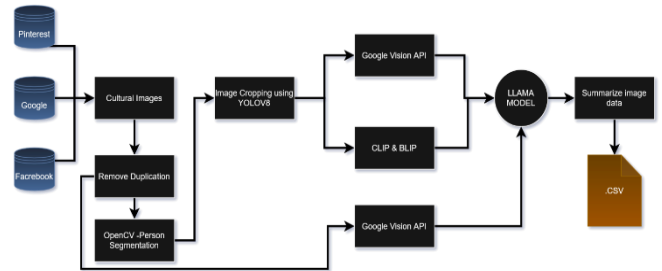 Pinterest
Google
Facrebook
Cultural Images
Remove Duplication
OpenCV -Person
Segmentation
Image Cropping using
YOLOV8
Google Vision API
CLIP & BLIP
Google Vision API
LLAMA
MODEL
Summarize image
data
.CSV